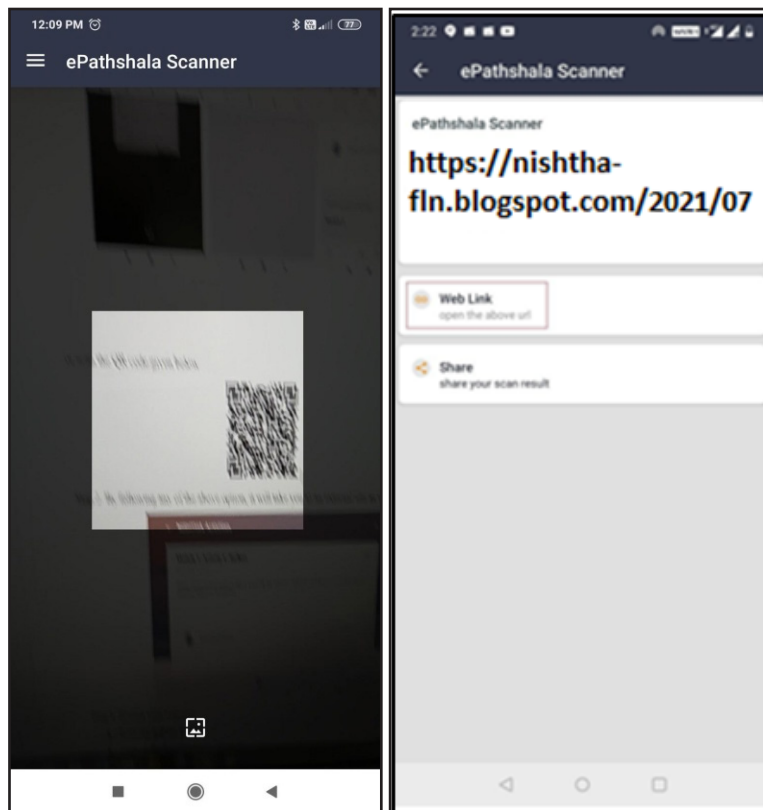 12:09 PM
77
ePathshala Scanner
2:22
ePathshala Scanner
ePathshala Scanner
https://nishtha-
fln.blogspot.com/2021/07
Web Link
open the above url
Share
share your scan result